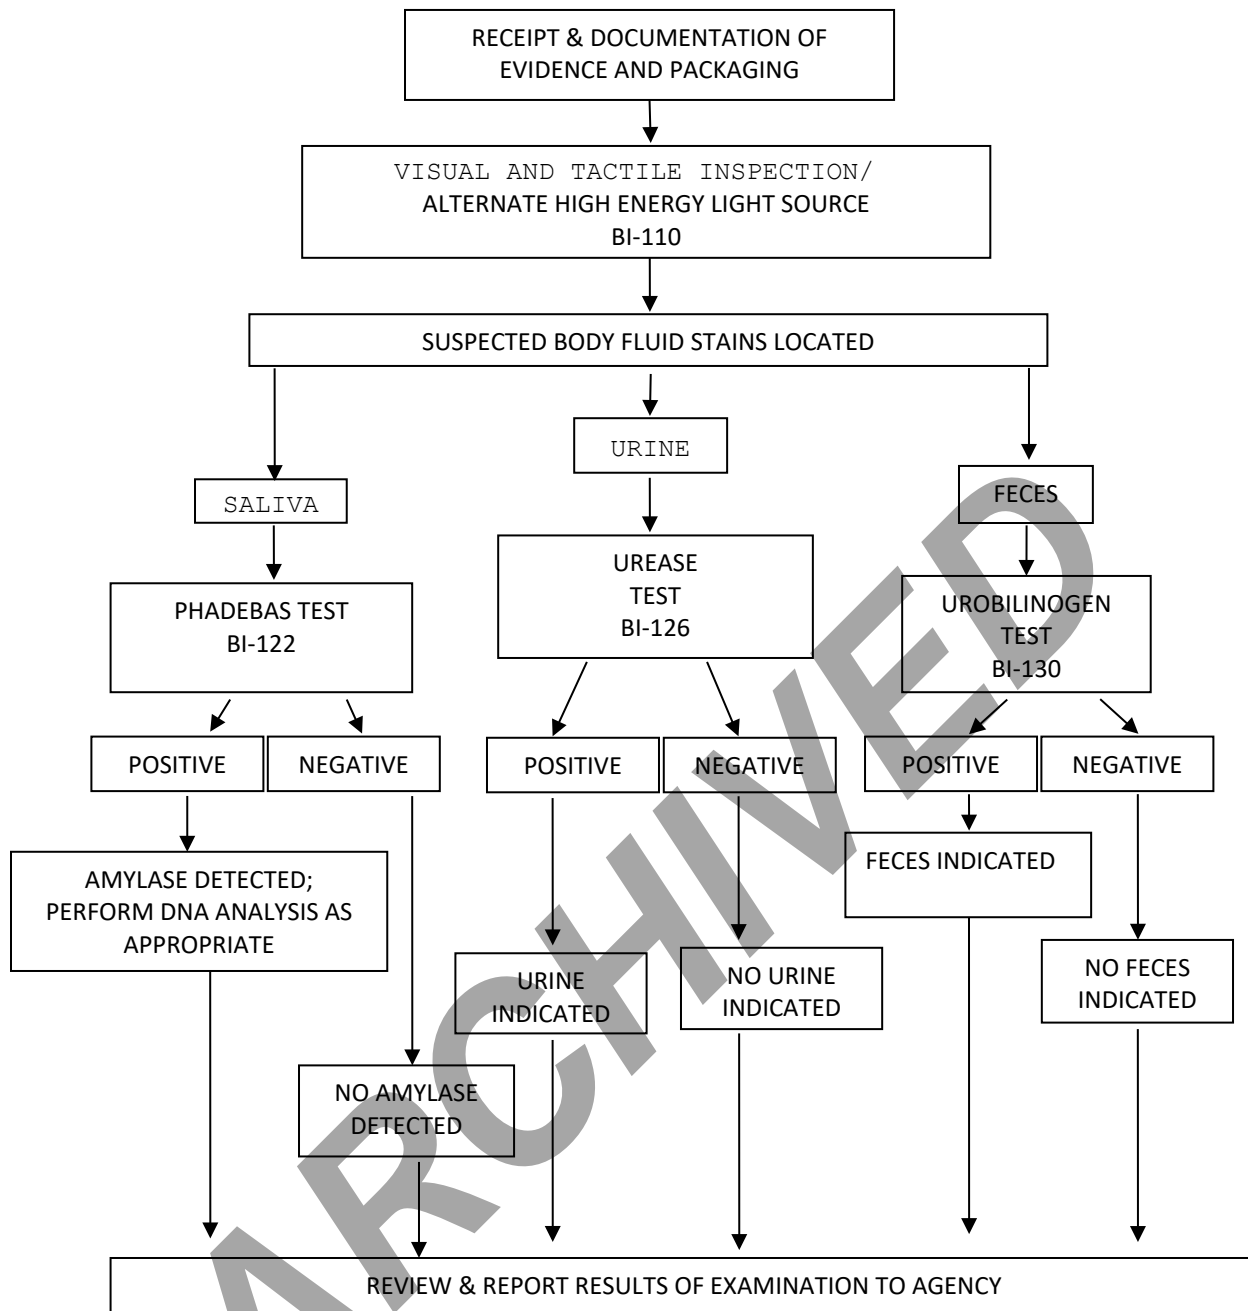 RECEIPT & DOCUMENTATION OF
EVIDENCE AND PACKAGING
VISUAL AND TACTILE INSPECTION/
ALTERNATE HIGH ENERGY LIGHT SOURCE
BI-110
SUSPECTED BODY FLUID STAINS LOCATED
SALIVA
URINE
FECES
PHADEBAS TEST
BI-122
UREASE
TEST
BI-126
UROBILINOGEN
TEST
BI-130
POSITIVE
NEGATIVE
POSITIVE
NEGATIVE
POSITIVE
NEGATIVE
AMYLASE DETECTED;
PERFORM DNA ANALYSIS AS
APPROPRIATE
NO AMYLASE
DETECTED
URINE
INDICATED
NO URINE
INDICATED
FECES INDICATED
NO FECES
INDICATED
REVIEW & REPORT RESULTS OF EXAMINATION TO AGENCY
ARCHIVED